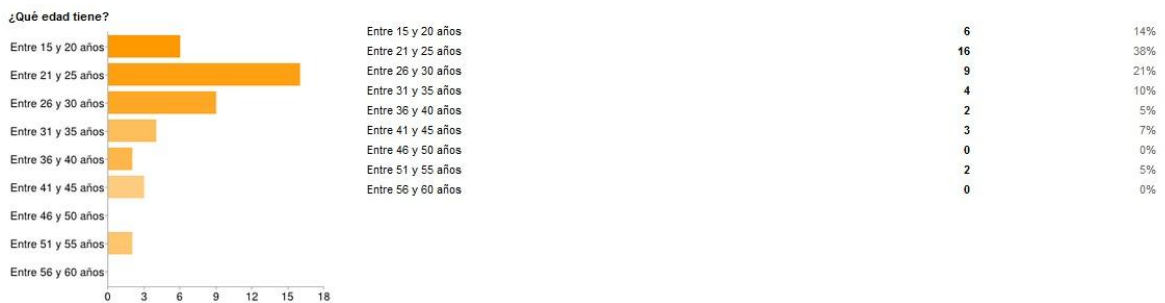 ¿Qué edad tiene?
Entre 15 y 20 años
Entre 21 y 25 años
Entre 26 y 30 años
Entre 31 y 35 años
Entre 36 y 40 años
Entre 41 y 45 años
Entre 46 y 50 años
Entre 51 y 55 años
Entre 56 y 60 años
0 3 6 9 12 15 18
Entre 15 y 20 años 6 14%
Entre 21 y 25 años 16 38%
Entre 26 y 30 años 9 21%
Entre 31 y 35 años 4 10%
Entre 36 y 40 años 2 5%
Entre 41 y 45 años 3 7%
Entre 46 y 50 años 0 0%
Entre 51 y 55 años 2 5%
Entre 56 y 60 años 0 0%